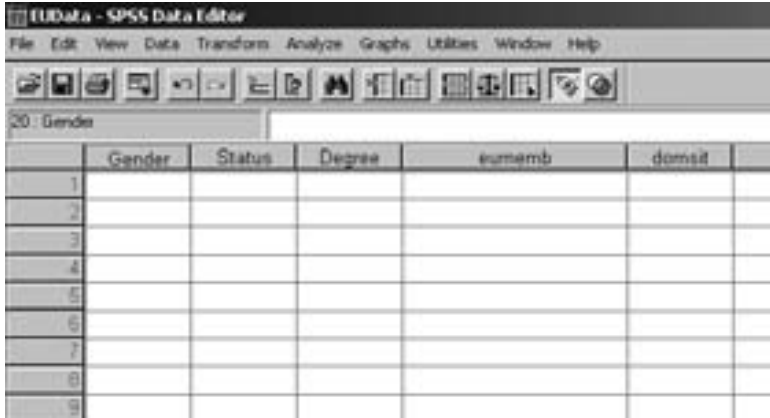 EUData - SPSS Data Editor
File Edit View Data Transform Analyze Graphs Utilities Window Help
20 : Gender
Gender Status Degree eumemb domsit
1
2
3
4
5
6
7
8
9